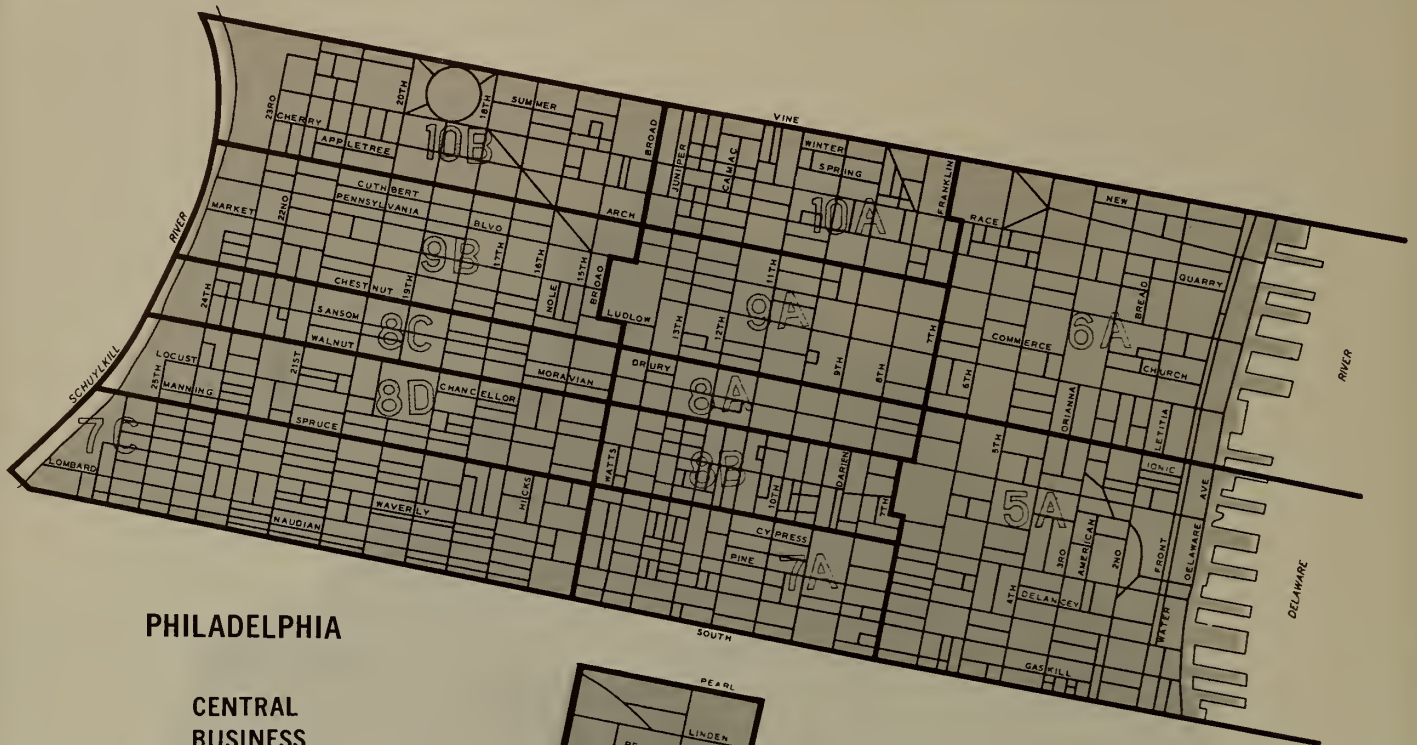 VINE
23RD
20TH
18TH
SUMMER
BROAD
CHERRY
10B
APPLETREE
JUNIPER
CAMAC
WINTER
SPRING
FRANKLIN
10A
NEW
RACE
CUTHBERT
PENNSYLVANIA
BLVD
ARCH
MARKET
22ND
9B
17TH
16TH
15TH
BROAD
RIVER
QUARRY
BREAD
6A
CHESTNUT
19TH
NOLE
LUDLOW
11TH
9A
13TH
12TH
9TH
8TH
7TH
24TH
SANSOM
8C
WALNUT
MORAVIAN
DRURY
8A
COMMERCE
CHURCH
6TH
ORIANNA
LETITIA
RIVER
SCHUYLKILL
LOCUST
25TH
MANNING
21ST
8D
CHANCELLOR
SPRUCE
WATTS
8B
10TH
DARIEN
7TH
5TH
IONIC
7C
LOMBARD
WAVERLY
NAUDIAN
HICKS
CYPRESS
PINE
7A
5A
3RD
AMERICAN
2ND
FRONT
DELAWARE
AVE
4TH
DELANCEY
WATER
DELAWARE
SOUTH
GASKILL
PHILADELPHIA
CENTRAL
BUSINESS
PEARL
LINDEN